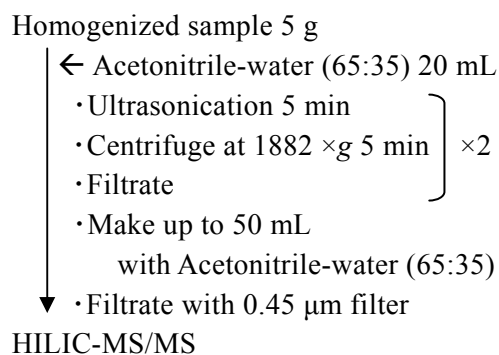 Homogenized sample 5 g
← Acetonitrile-water (65:35) 20 mL
・Ultrasonication 5 min
・Centrifuge at 1882 ×g 5 min ×2
・Filtrate
・Make up to 50 mL
with Acetonitrile-water (65:35)
・Filtrate with 0.45 μm filter
HILIC-MS/MS